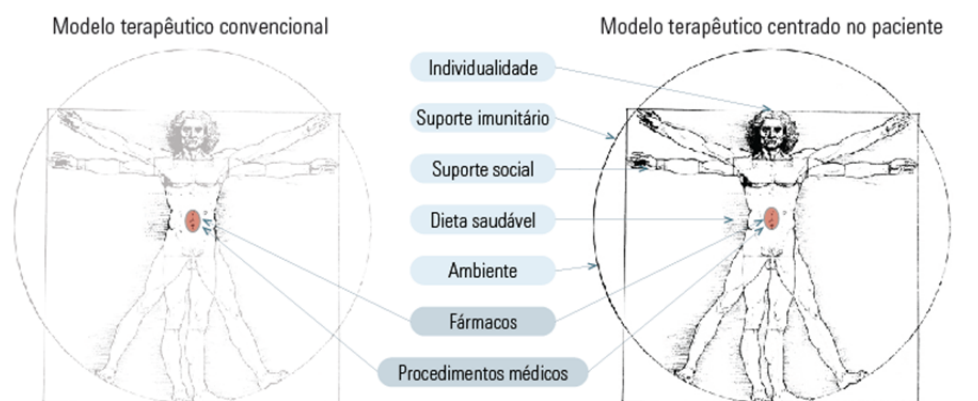 Modelo terapêutico convencional
Modelo terapêutico centrado no paciente
Individualidade
Suporte imunitário
Suporte social
Dieta saudável
Ambiente
Fármacos
Procedimentos médicos